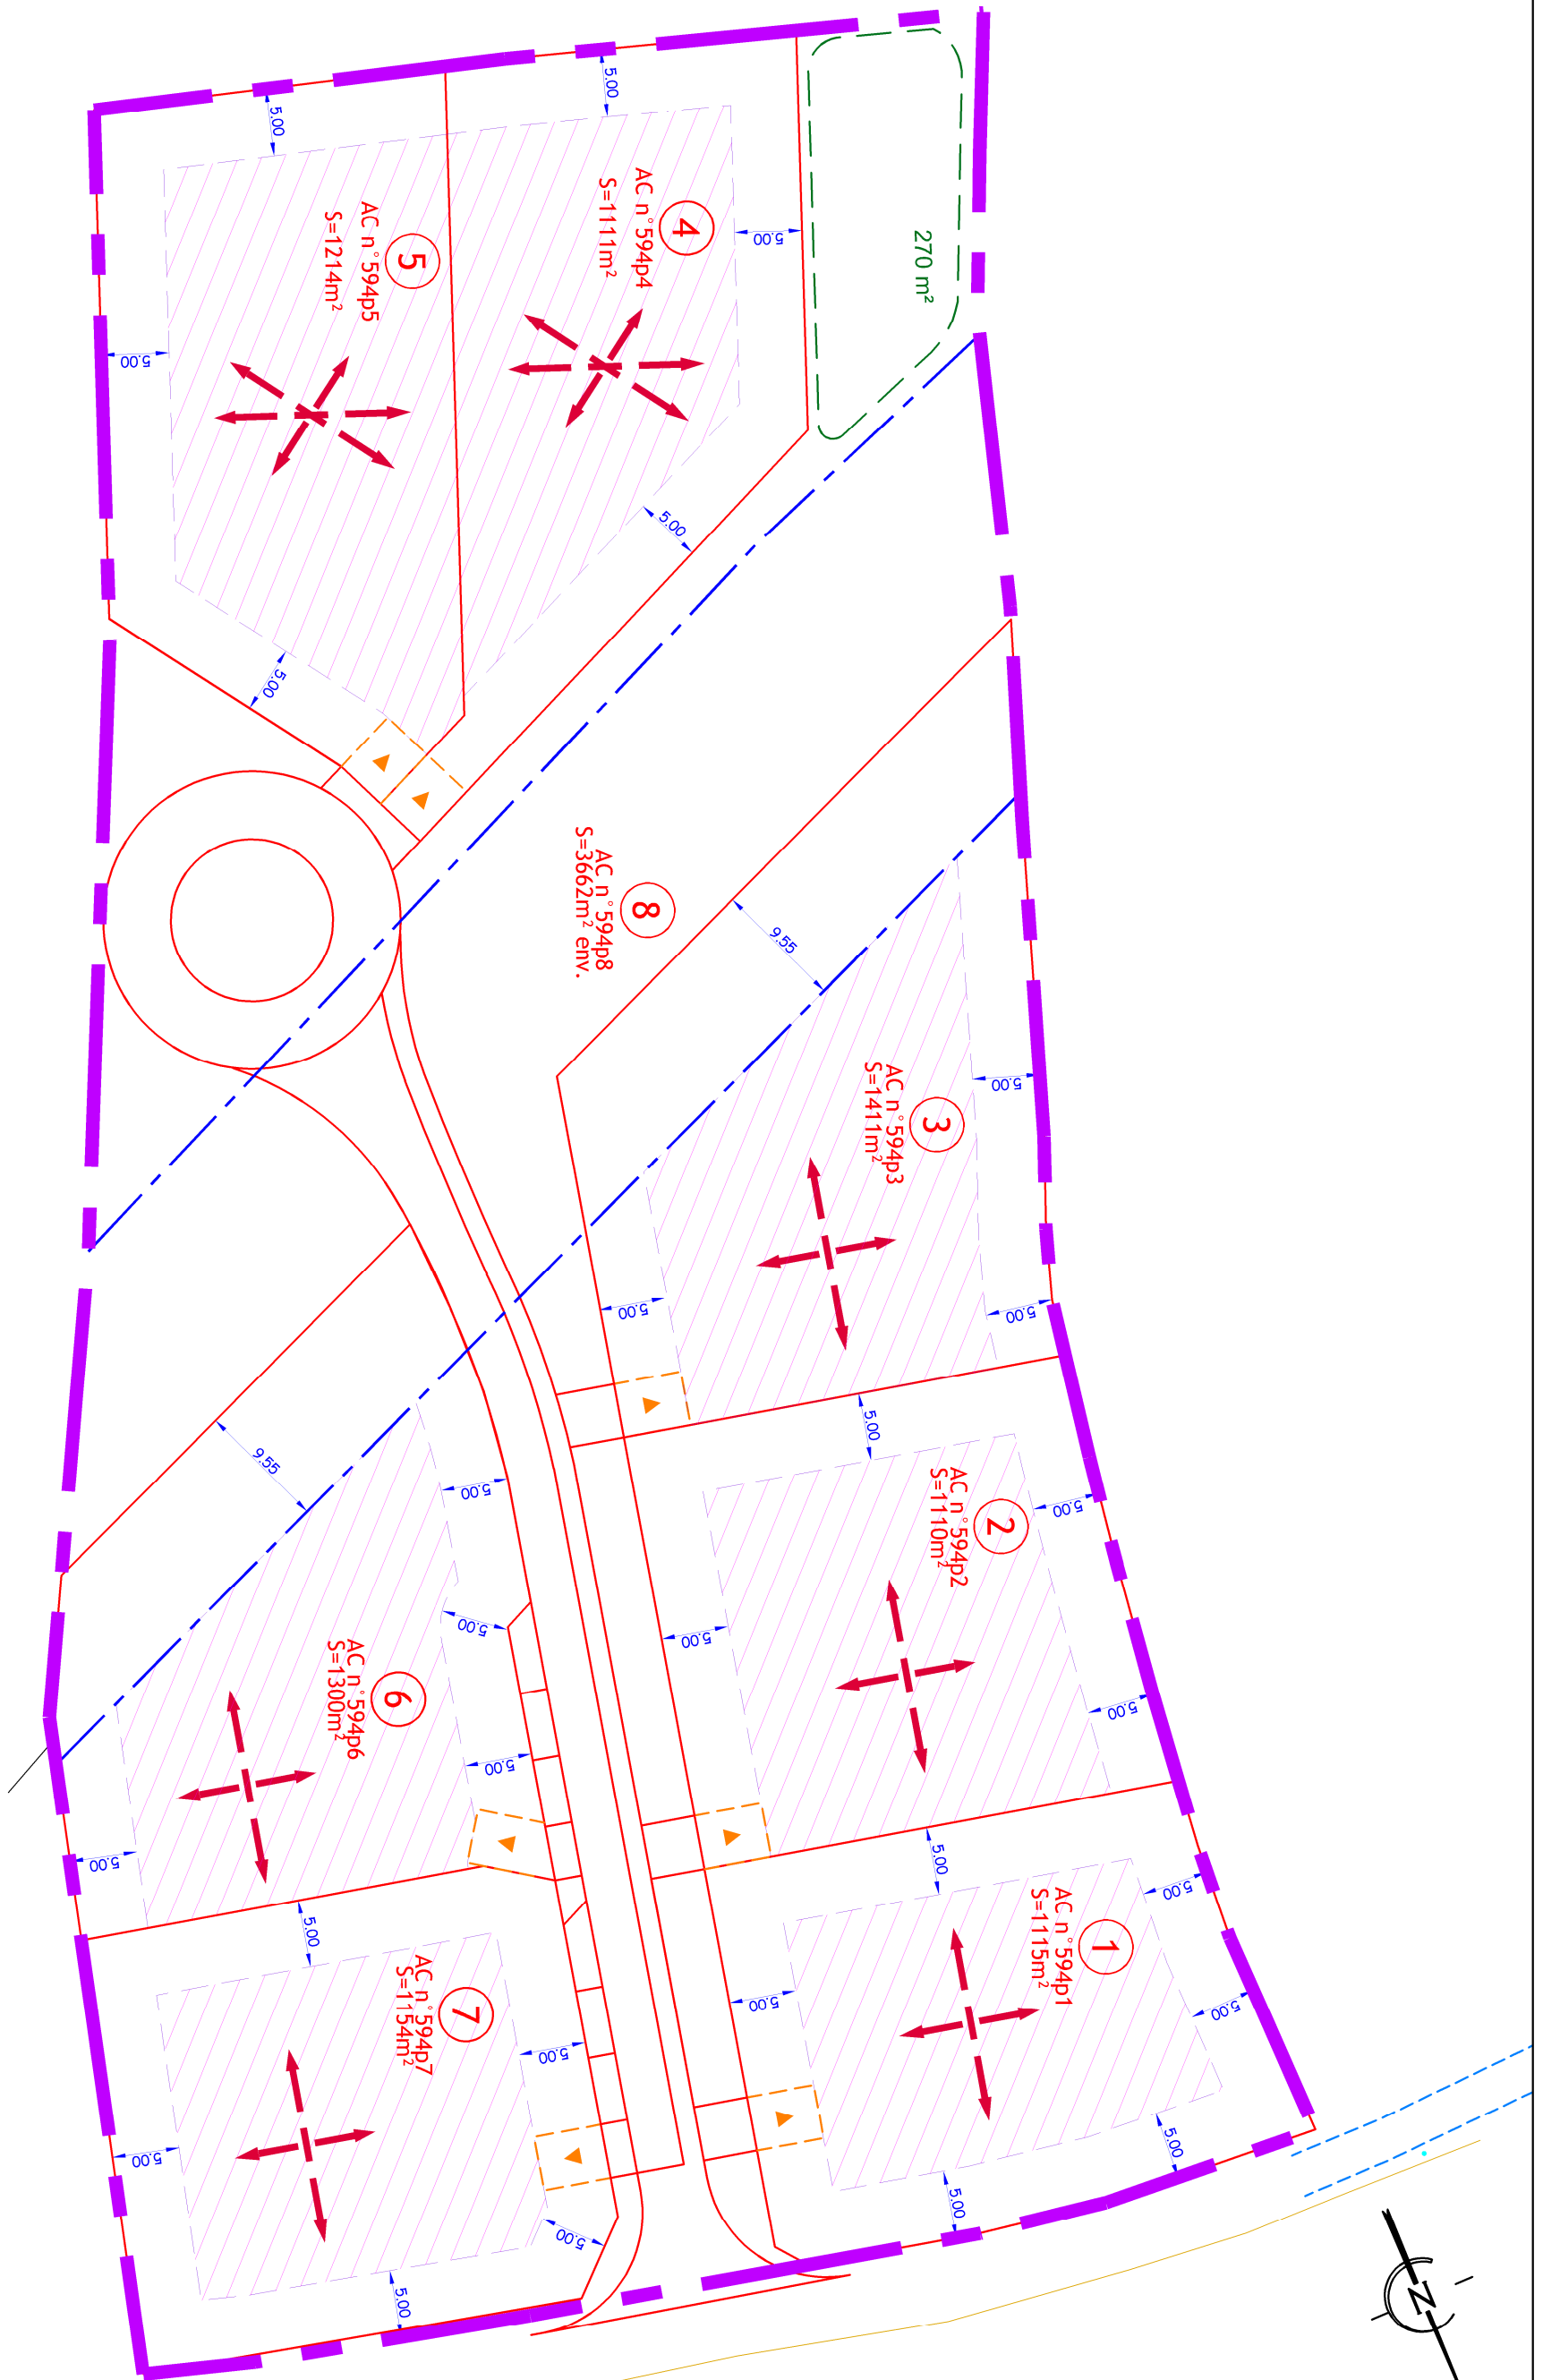 270 m²
5.00
5.00
5.00
5.00
5.00
5.00
4
AC n°594p4
S=1111m²
5
AC n°594p5
S=1214m²
8
AC n°594p8
S=3662m² env.
9.55
3
AC n°594p3
S=1411m²
5.00
5.00
5.00
2
AC n°594p2
S=1110m²
5.00
5.00
5.00
5.00
9.55
6
AC n°594p6
S=1300m²
5.00
5.00
5.00
5.00
1
AC n°594p1
S=1115m²
5.00
5.00
5.00
5.00
5.00
5.00
7
AC n°594p7
S=1154m²
5.00
5.00
5.00
5.00
5.00
N